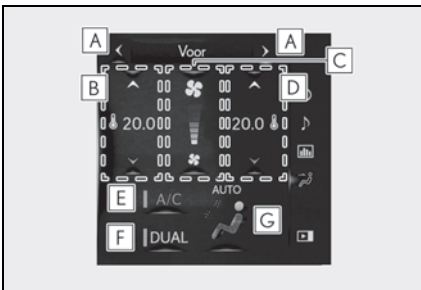 A < Voor > A
C
B D
20.0 20.0
E A/C AUTO
G
F DUAL